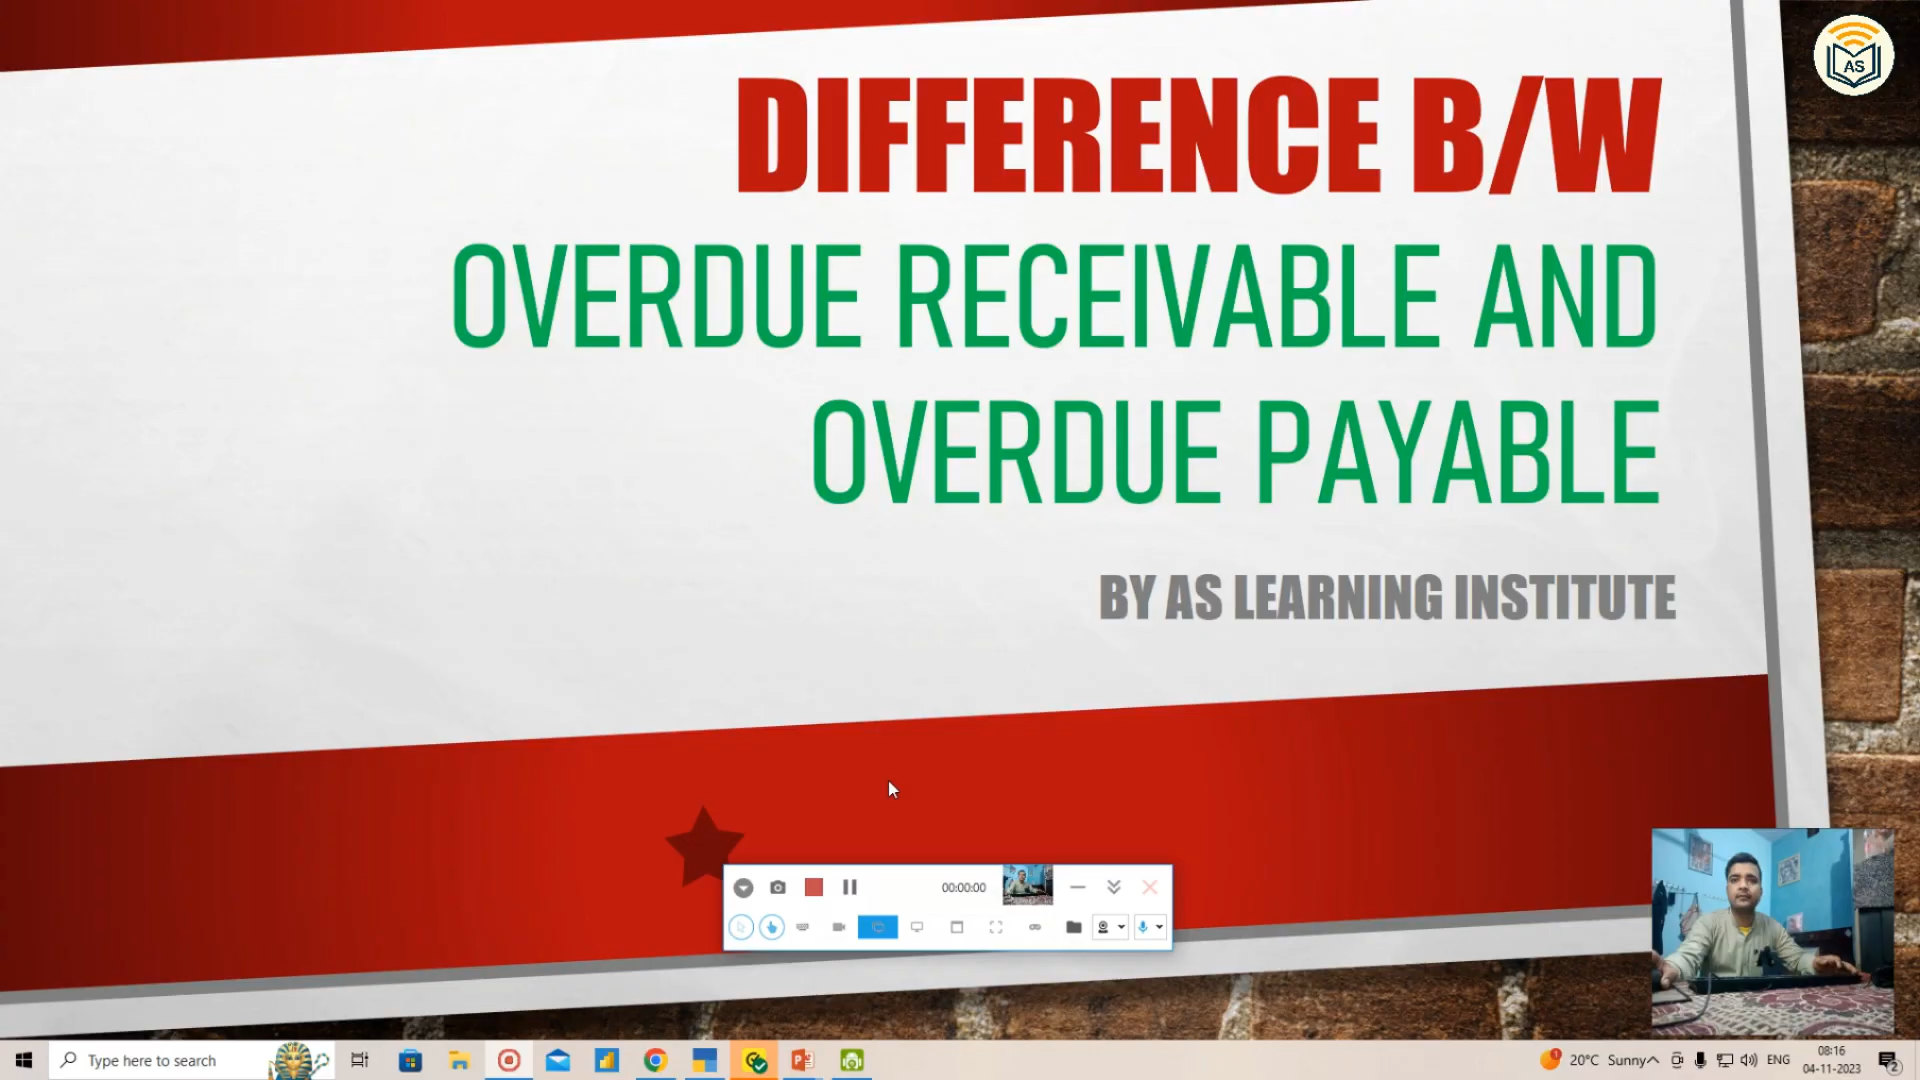 AS
DIFFERENCE B/W
OVERDUE RECEIVABLE AND
OVERDUE PAYABLE
BY AS LEARNING INSTITUTE
00:00:00
Type here to search
20°C Sunny
ENG
08:16
04-11-2023
2